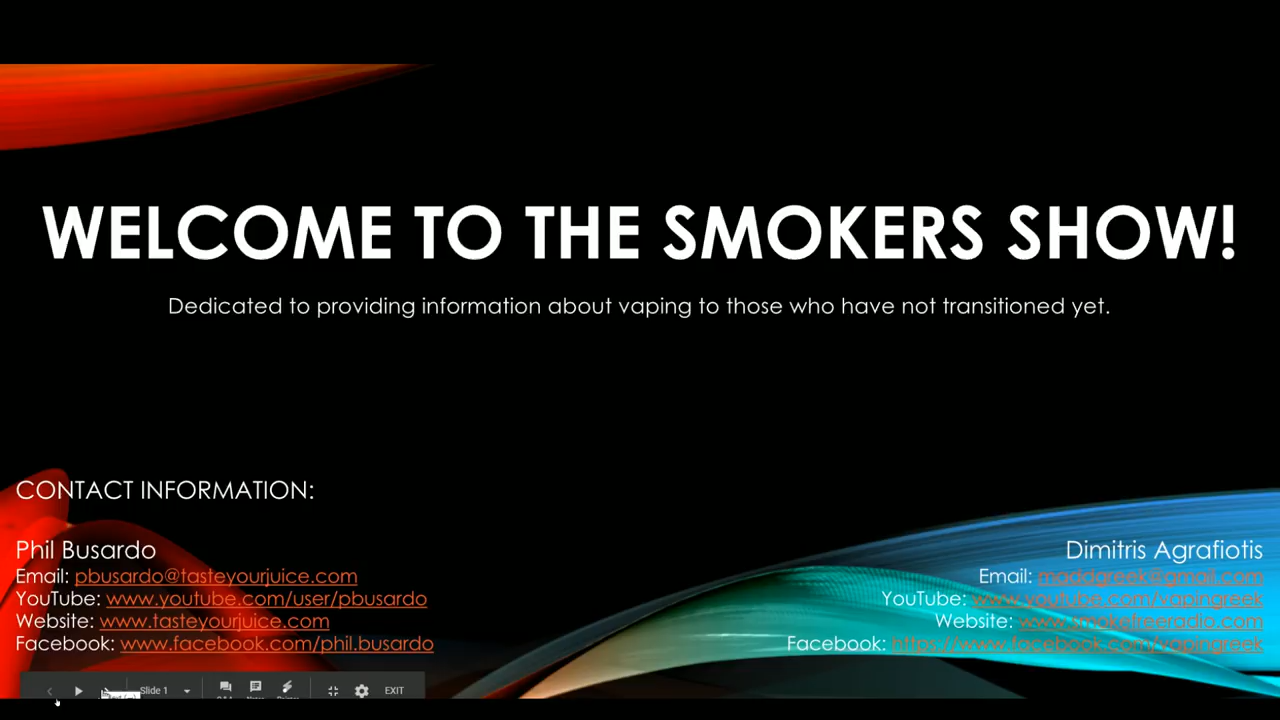 WELCOME TO THE SMOKERS SHOW!
Dedicated to providing information about vaping to those who have not transitioned yet.
CONTACT INFORMATION:
Phil Busardo
Email: pbusardo@tasteyourjuice.com
YouTube: www.youtube.com/user/pbusardo
Website: www.tasteyourjuice.com
Facebook: www.facebook.com/phil.busardo
Dimitris Agrafiotis
Email: maddgreek@gmail.com
YouTube: www.youtube.com/vapingreek
Website: www.smokefreeradio.com
Facebook: https://www.facebook.com/vapingreek
Slide 1
EXIT